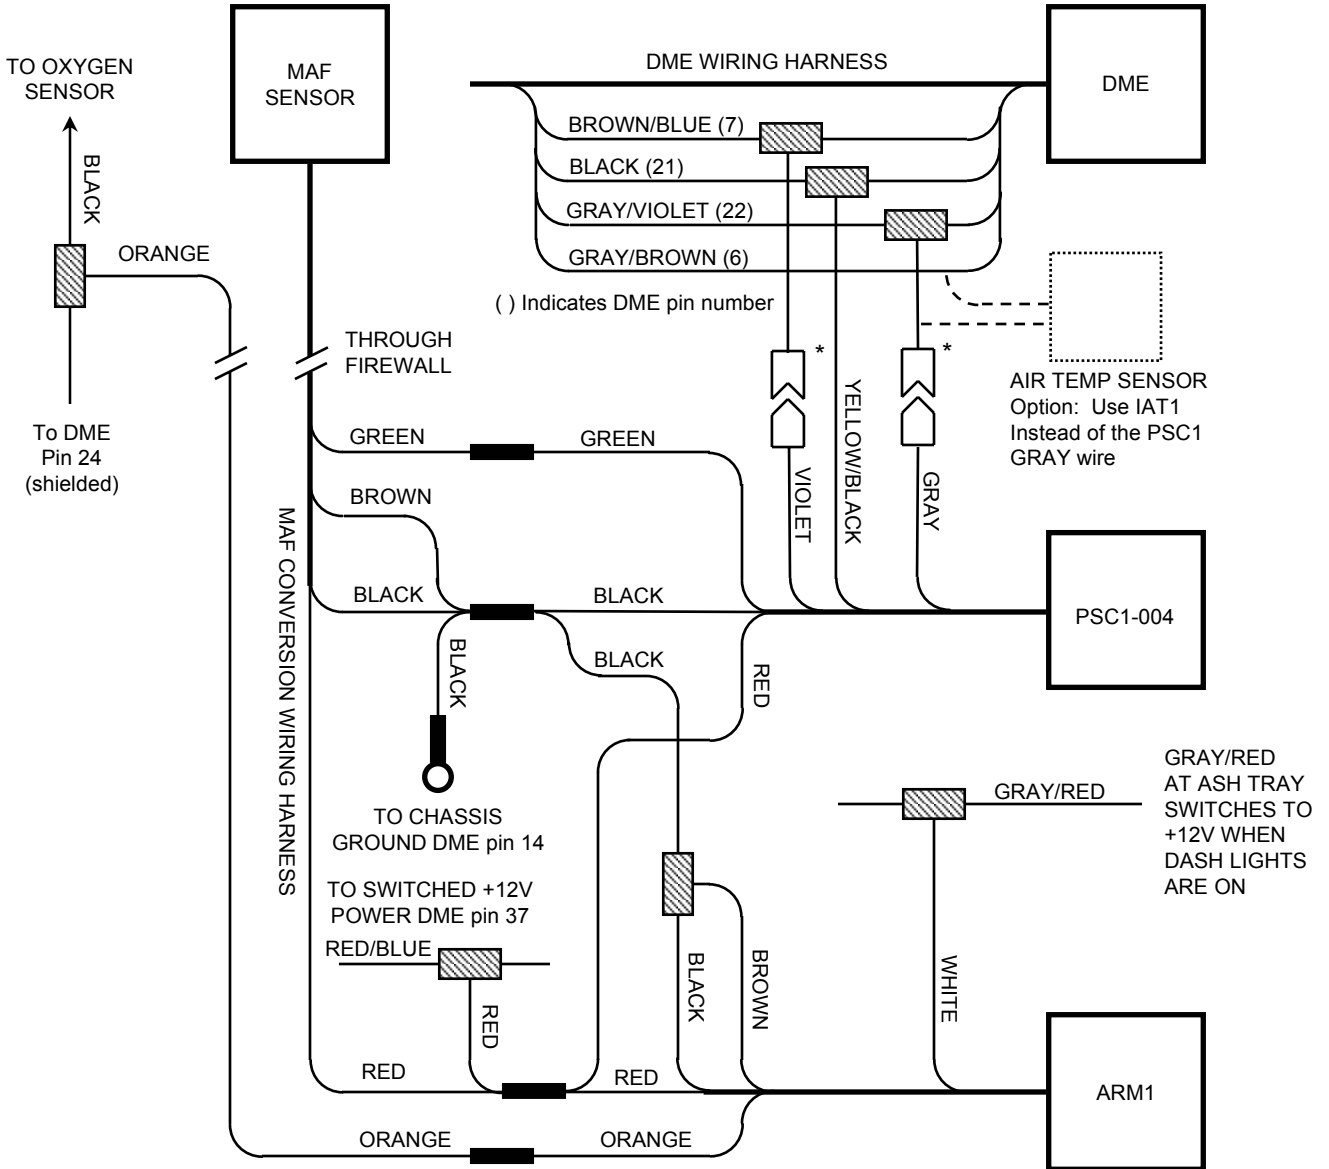 TO OXYGEN
SENSOR
MAF
SENSOR
DME WIRING HARNESS
DME
BLACK
BROWN/BLUE (7)
BLACK (21)
GRAY/VIOLET (22)
GRAY/BROWN (6)
ORANGE
( ) Indicates DME pin number
THROUGH
FIREWALL
*
*
AIR TEMP SENSOR
Option: Use IAT1
Instead of the PSC1
GRAY wire
To DME
Pin 24
(shielded)
GREEN
GREEN
VIOLET
YELLOW/BLACK
GRAY
BROWN
MAF CONVERSION WIRING HARNESS
BLACK
BLACK
PSC1-004
BLACK
BLACK
RED
TO CHASSIS
GROUND DME pin 14
GRAY/RED
GRAY/RED
AT ASH TRAY
SWITCHES TO
+12V WHEN
DASH LIGHTS
ARE ON
TO SWITCHED +12V
POWER DME pin 37
RED/BLUE
RED
BLACK
BROWN
WHITE
RED
RED
ARM1
ORANGE
ORANGE